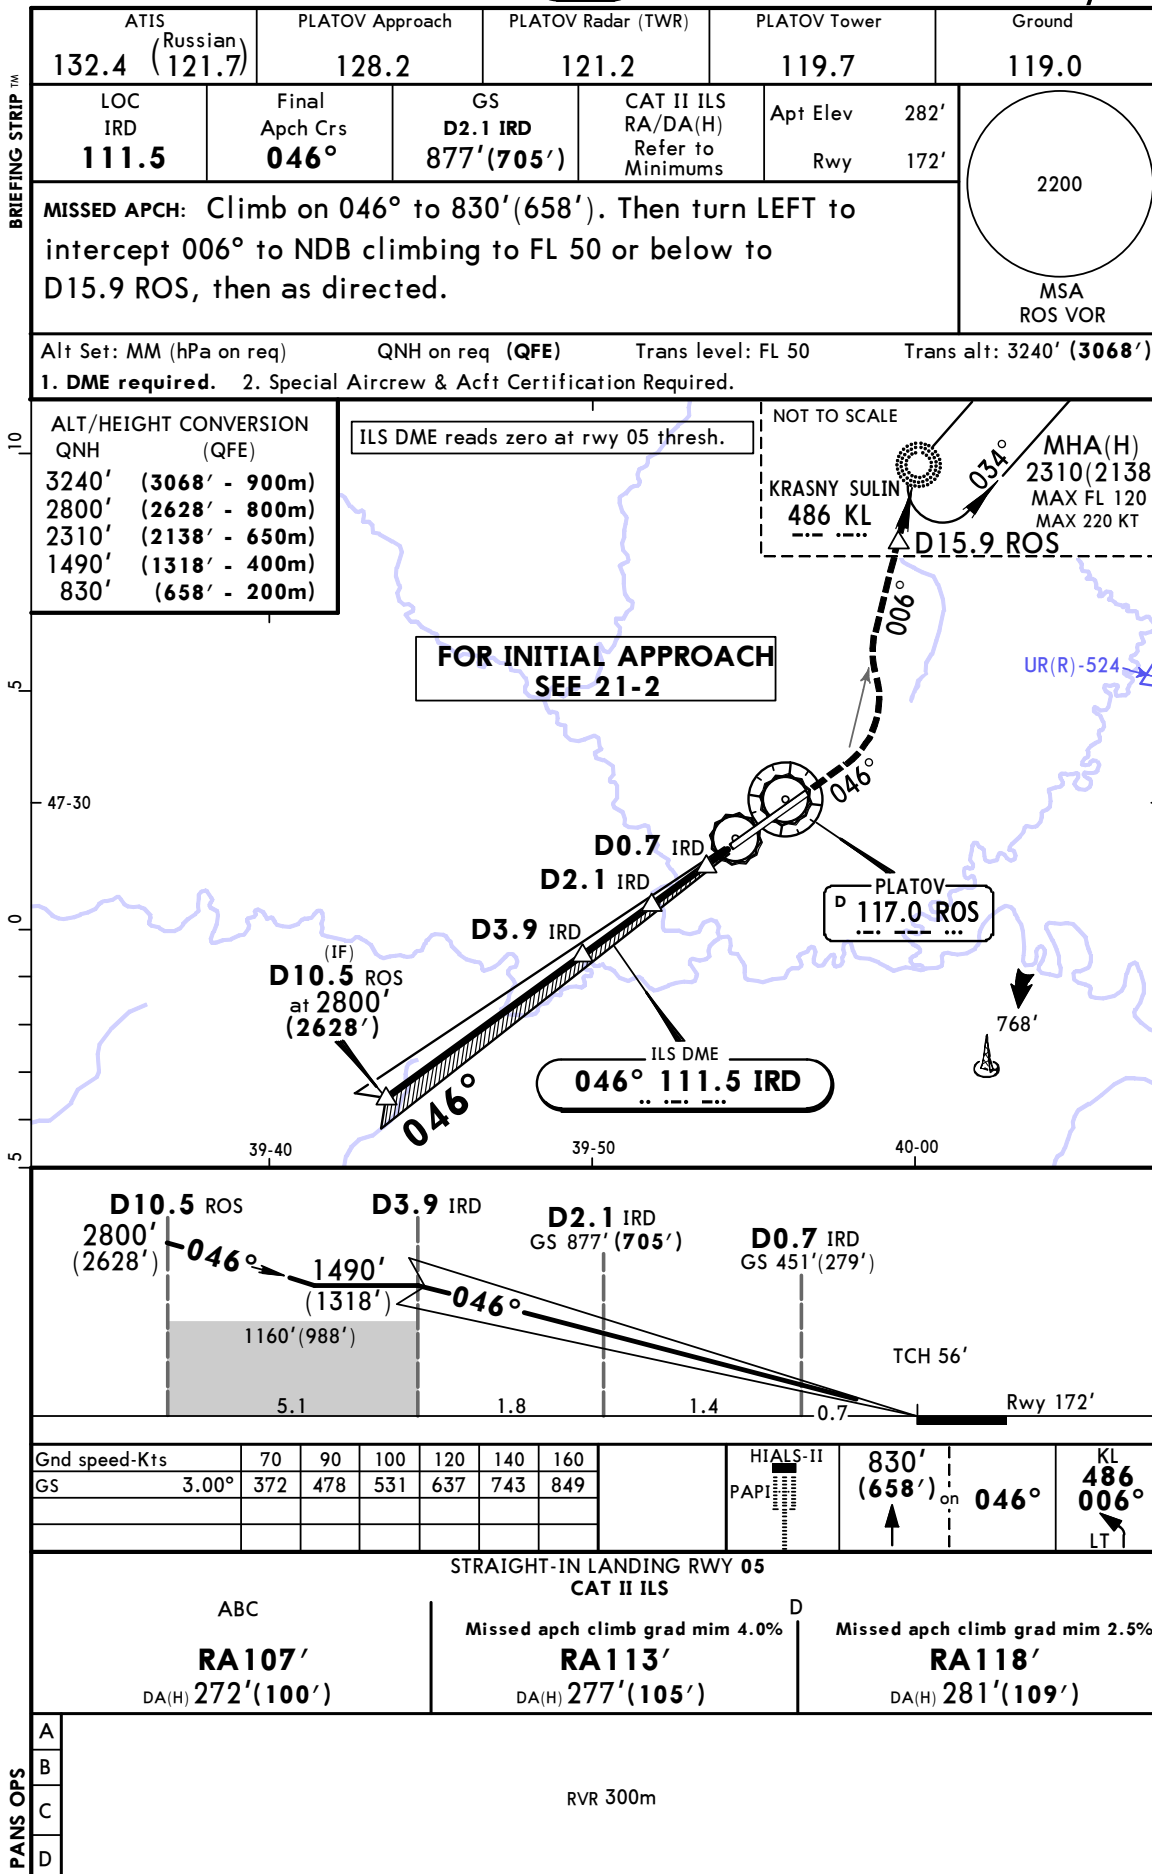 BRIEFING STRIP TM
ATIS
132.4 (Russian 121.7)
PLATOV Approach
128.2
PLATOV Radar (TWR)
121.2
PLATOV Tower
119.7
Ground
119.0
LOC
IRD
111.5
Final
Apch Crs
046°
GS
D2.1 IRD
877'(705')
CAT II ILS
RA/DA(H)
Refer to
Minimums
Apt Elev 282'
Rwy 172'
2200
MSA
ROS VOR
MISSED APCH: Climb on 046° to 830'(658'). Then turn LEFT to
intercept 006° to NDB climbing to FL 50 or below to
D15.9 ROS, then as directed.
Alt Set: MM (hPa on req) QNH on req (QFE) Trans level: FL 50 Trans alt: 3240' (3068')
1. DME required. 2. Special Aircrew & Acft Certification Required.
ALT/HEIGHT CONVERSION
QNH (QFE)
3240' (3068' - 900m)
2800' (2628' - 800m)
2310' (2138' - 650m)
1490' (1318' - 400m)
830' (658' - 200m)
ILS DME reads zero at rwy 05 thresh.
NOT TO SCALE
KRASNY SULIN
486 KL
034°
MHA(H)
2310(2138
MAX FL 120
MAX 220 KT
D15.9 ROS
006°
FOR INITIAL APPROACH
SEE 21-2
UR(R)-524
10
5
0
5
47-30
046°
D0.7 IRD
D2.1 IRD
D3.9 IRD
PLATOV
D 117.0 ROS
(IF)
D10.5 ROS
at 2800'
(2628')
768'
ILS DME
046° 111.5 IRD
046°
39-40
39-50
40-00
D10.5 ROS
2800'
(2628')
046°
1490'
(1318')
1160'(988')
D3.9 IRD
046°
D2.1 IRD
GS 877' (705')
D0.7 IRD
GS 451'(279')
TCH 56'
Rwy 172'
5.1
1.8
1.4
0.7
Gnd speed-Kts 70 90 100 120 140 160
GS 3.00° 372 478 531 637 743 849
HIALS-II
PAPI
830'
(658') on 046°
KL
486
006°
LT
STRAIGHT-IN LANDING RWY 05
CAT II ILS
ABC
RA107'
DA(H) 272'(100')
D
Missed apch climb grad mim 4.0%
RA113'
DA(H) 277'(105')
Missed apch climb grad mim 2.5%
RA118'
DA(H) 281'(109')
PANS OPS
A
B
C
D
RVR 300m